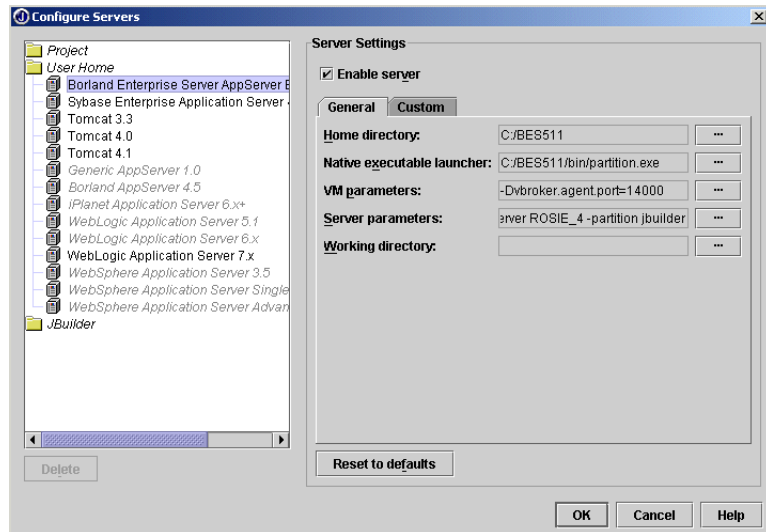 Configure Servers
Project
User Home
Borland Enterprise Server AppServer
Sybase Enterprise Application Server
Tomcat 3.3
Tomcat 4.0
Tomcat 4.1
Generic AppServer 1.0
Borland AppServer 4.5
iPlanet Application Server 6.x+
WebLogic Application Server 5.1
WebLogic Application Server 6.x
WebLogic Application Server 7.x
WebSphere Application Server 3.5
WebSphere Application Server Single
WebSphere Application Server Advan
JBuilder
Delete
Server Settings
Enable server
General Custom
Home directory: C:/BES511 ...
Native executable launcher: C:/BES511/bin/partition.exe ...
VM parameters: -Dvbroker.agent.port=14000 ...
Server parameters: erver ROSIE_4 -partition jbuilder ...
Working directory: ...
Reset to defaults
OK Cancel Help